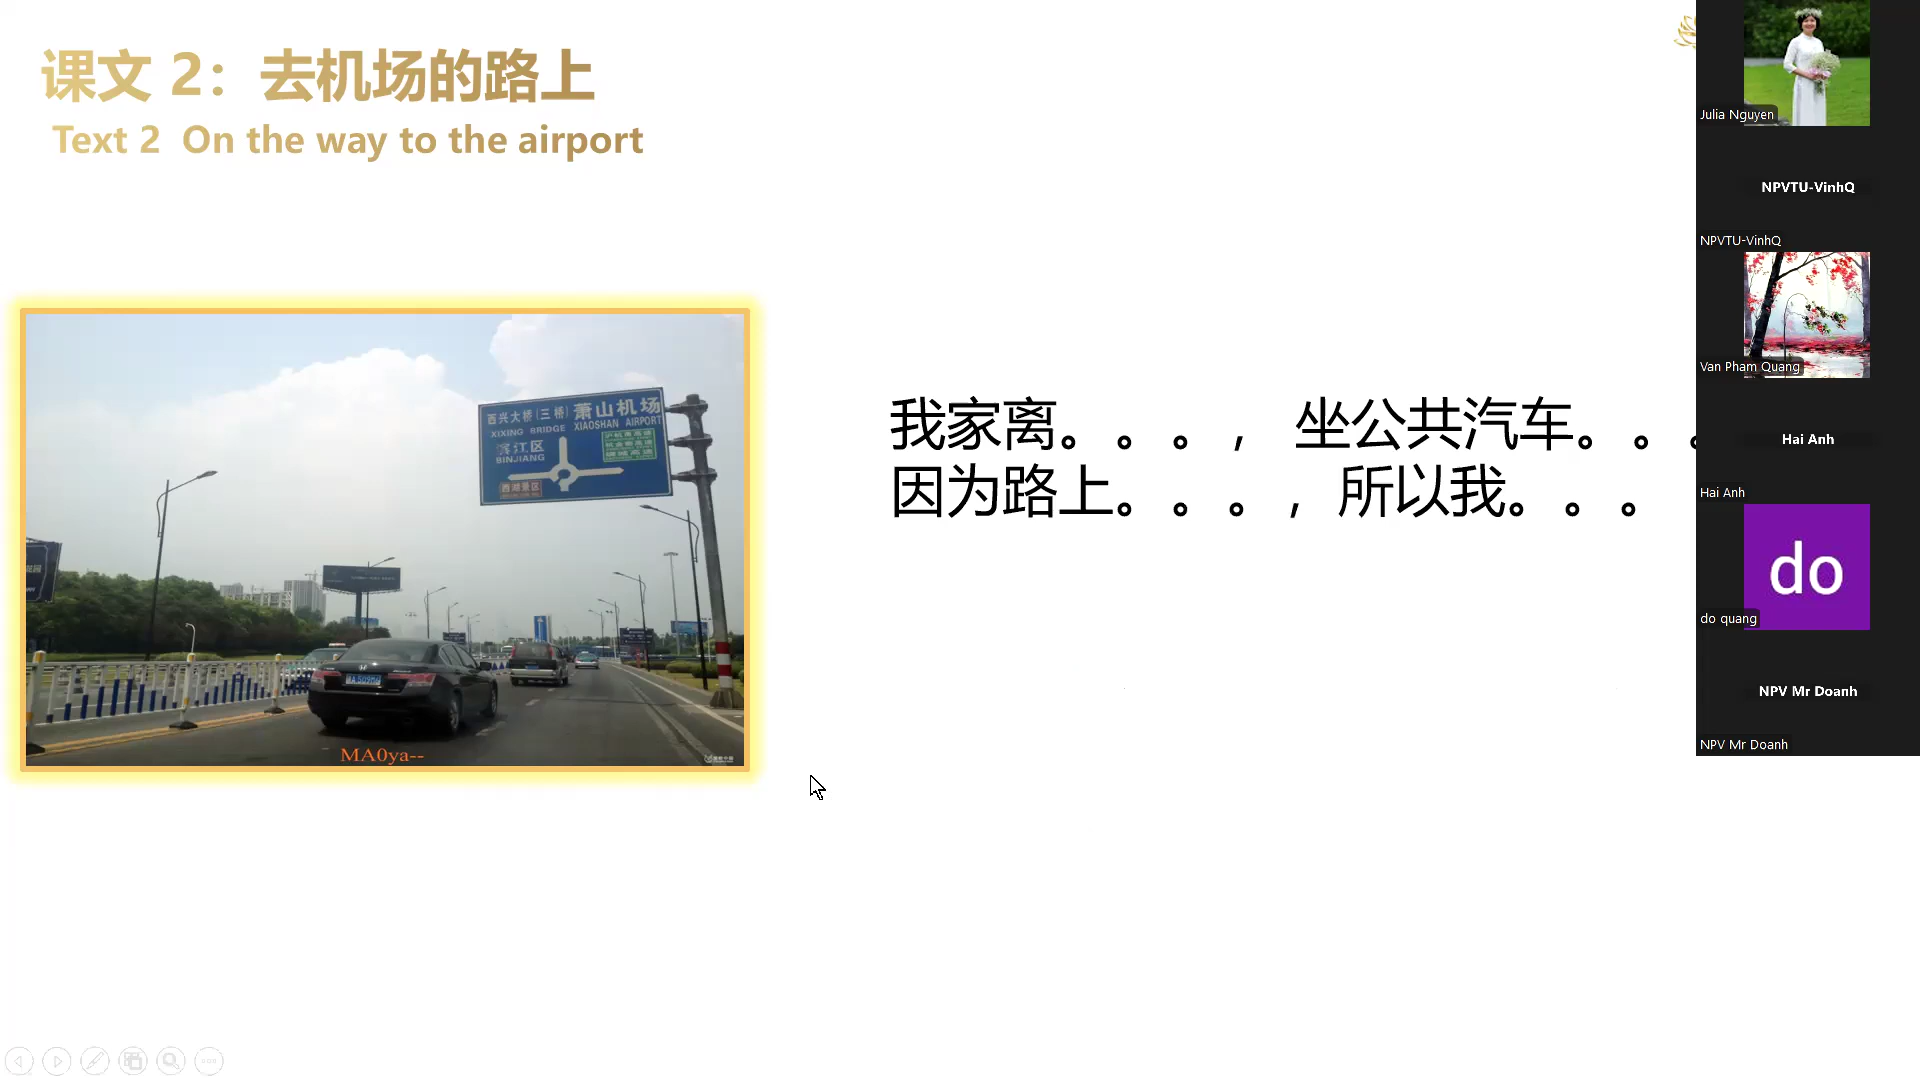 课文 2：去机场的路上
Text 2 On the way to the airport
我家离。。。， 坐公共汽车。。。
因为路上。。。，所以我。。。
西兴大桥(三桥) 萧山机场
XIXING BRIDGE XIAOSHAN AIRPORT
滨江区
BINJIANG
西湖景区
MA0ya--
Julia Nguyen
NPVTU-VinhQ
NPVTU-VinhQ
Van Pham Quang
Hai Anh
Hai Anh
do
do quang
NPV Mr Doanh
NPV Mr Doanh